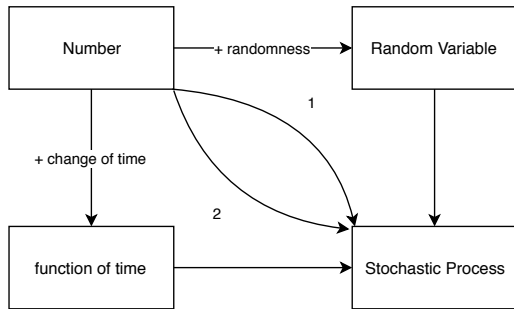 Number
+ randomness
Random Variable
1
+ change of time
2
function of time
Stochastic Process